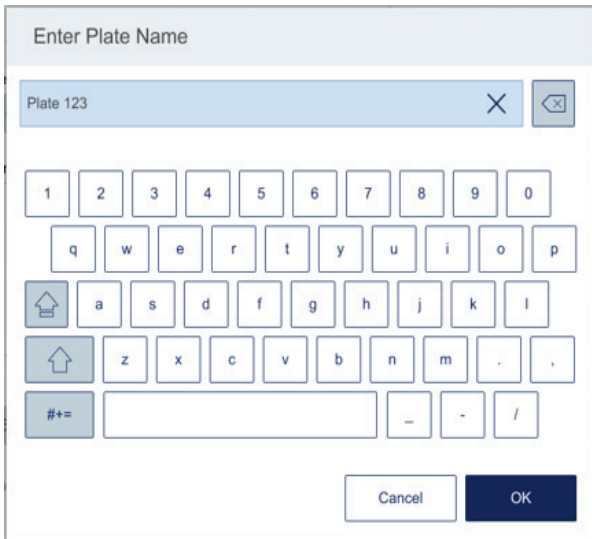 Enter Plate Name
Plate 123
1 2 3 4 5 6 7 8 9 0
q w e r t y u i o p
a s d f g h j k l
z x c v b n m . ,
#+= _ - /
Cancel OK